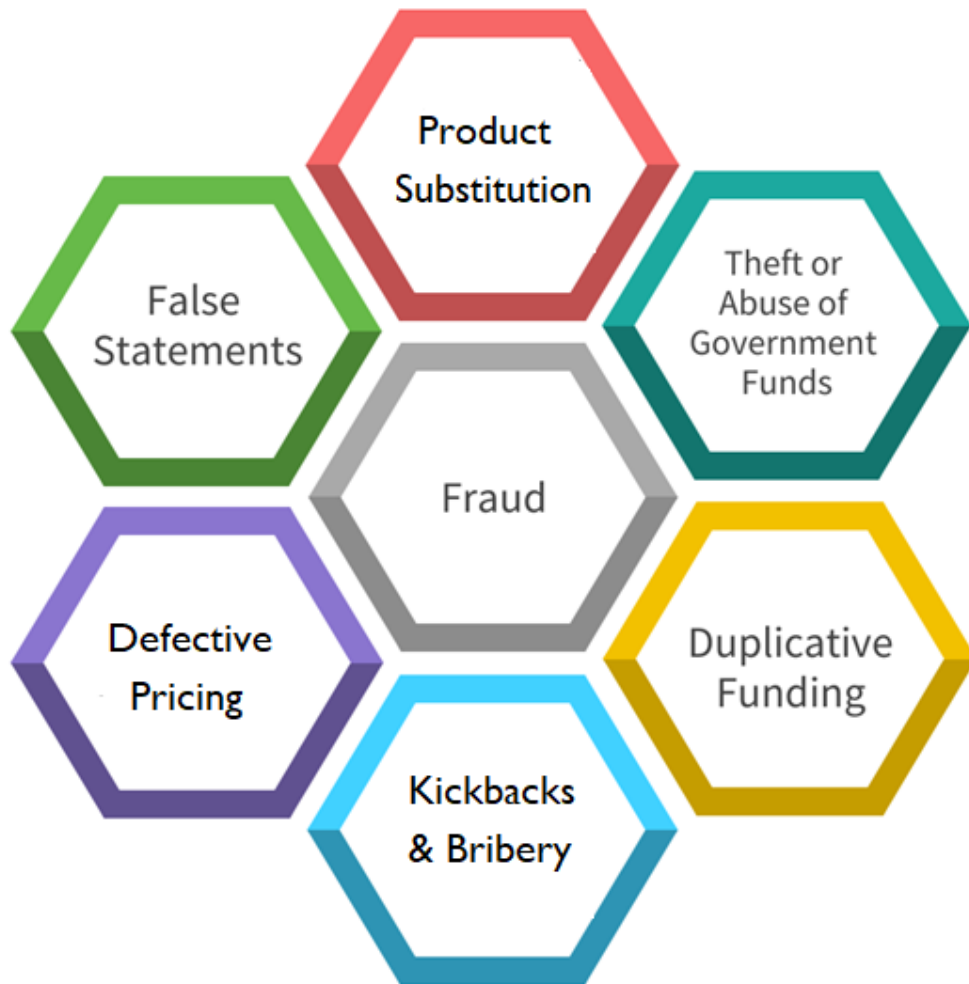 Product
Substitution
False
Statements
Theft or
Abuse of
Government
Funds
Fraud
Defective
Pricing
Duplicative
Funding
Kickbacks
& Bribery